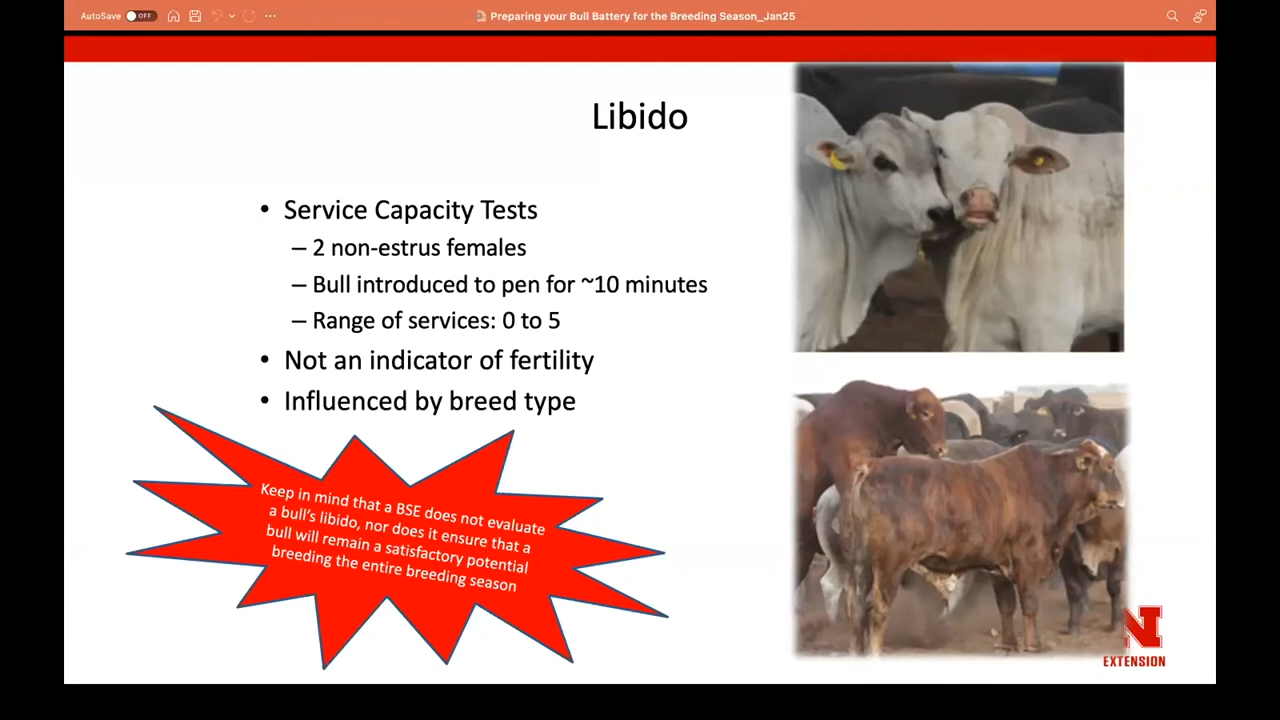 AutoSave OFF
Preparing your Bull Battery for the Breeding Season_Jan25
Libido
• Service Capacity Tests
– 2 non-estrus females
– Bull introduced to pen for ~10 minutes
– Range of services: 0 to 5
• Not an indicator of fertility
• Influenced by breed type
Keep in mind that a BSE does not evaluate
a bull's libido, nor does it ensure that a
bull will remain a satisfactory potential
breeding the entire breeding season
N
EXTENSION